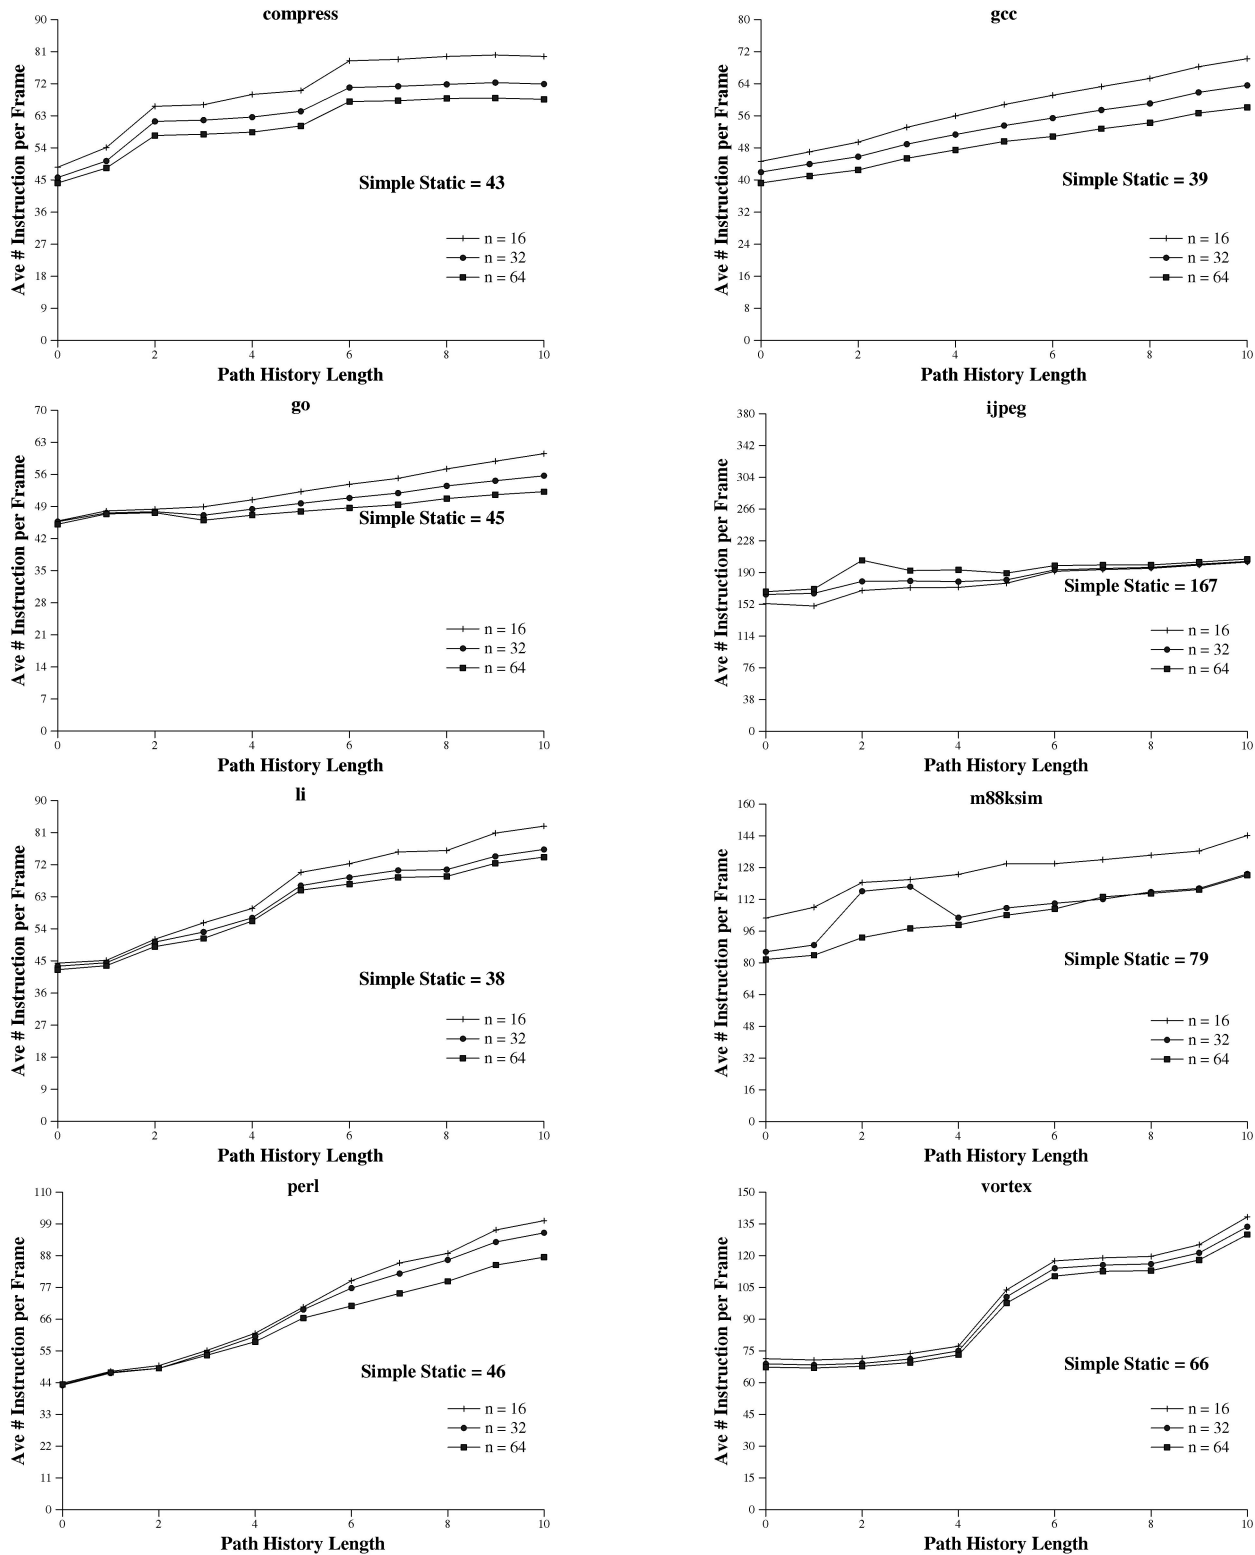 compress
Ave # Instruction per Frame
90
81
72
63
54
45
36
27
18
9
0
Simple Static = 43
n = 16
n = 32
n = 64
0 2 4 6 8 10
Path History Length
gcc
Ave # Instruction per Frame
80
72
64
56
48
40
32
24
16
8
0
Simple Static = 39
n = 16
n = 32
n = 64
0 2 4 6 8 10
Path History Length
go
Ave # Instruction per Frame
70
63
56
49
42
35
28
21
14
7
0
Simple Static = 45
n = 16
n = 32
n = 64
0 2 4 6 8 10
Path History Length
ijpeg
Ave # Instruction per Frame
380
342
304
266
228
190
152
114
76
38
0
Simple Static = 167
n = 16
n = 32
n = 64
0 2 4 6 8 10
Path History Length
li
Ave # Instruction per Frame
90
81
72
63
54
45
36
27
18
9
0
Simple Static = 38
n = 16
n = 32
n = 64
0 2 4 6 8 10
Path History Length
m88ksim
Ave # Instruction per Frame
160
144
128
112
96
80
64
48
32
16
0
Simple Static = 79
n = 16
n = 32
n = 64
0 2 4 6 8 10
Path History Length
perl
Ave # Instruction per Frame
110
99
88
77
66
55
44
33
22
11
0
Simple Static = 46
n = 16
n = 32
n = 64
0 2 4 6 8 10
Path History Length
vortex
Ave # Instruction per Frame
150
135
120
105
90
75
60
45
30
15
0
Simple Static = 66
n = 16
n = 32
n = 64
0 2 4 6 8 10
Path History Length